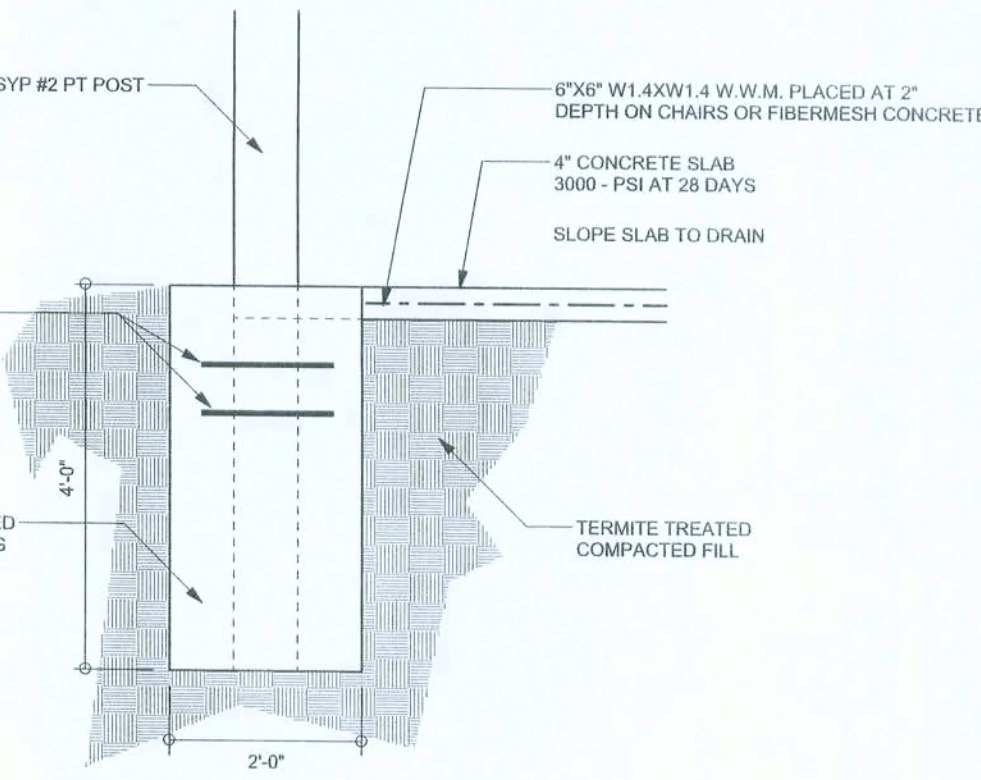 SYP #2 PT POST
6"X6" W1.4XW1.4 W.W.M. PLACED AT 2"
DEPTH ON CHAIRS OR FIBERMESH CONCRETE
4" CONCRETE SLAB
3000 - PSI AT 28 DAYS
SLOPE SLAB TO DRAIN
4'-0"
TERMITE TREATED
COMPACTED FILL
2'-0"